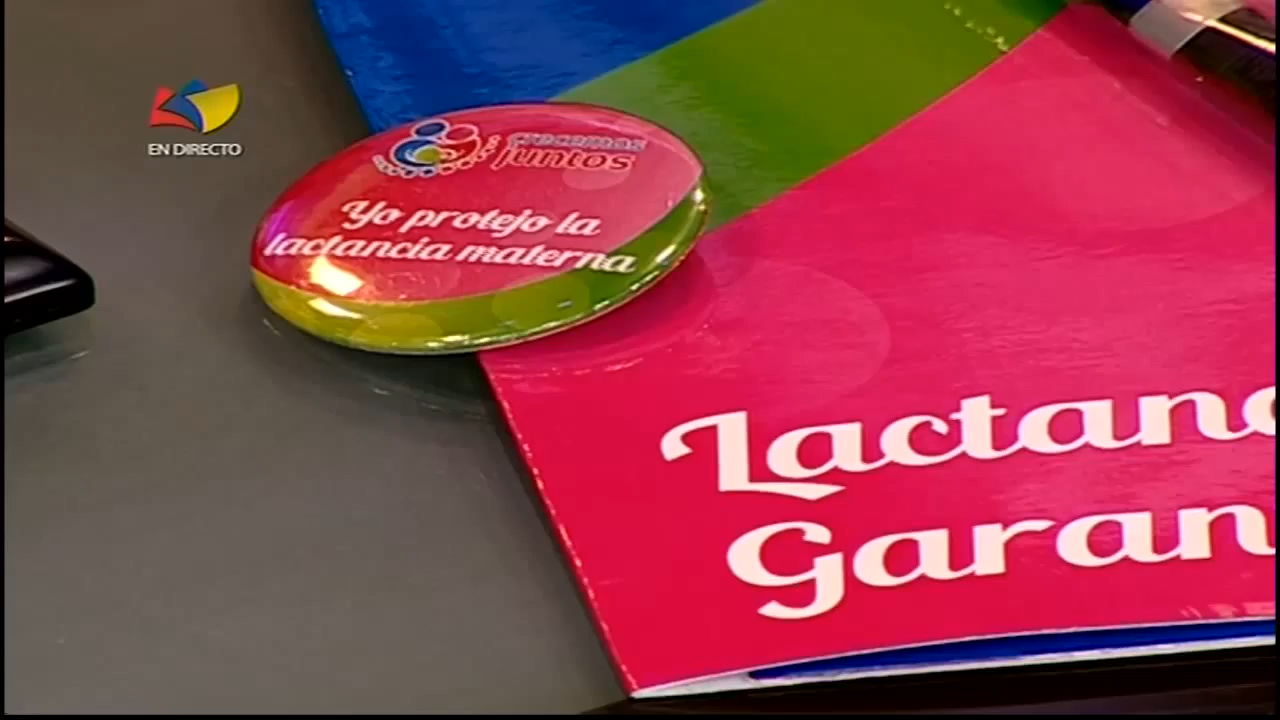 EN DIRECTO
crecemos
juntos
Yo protejo la
lactancia materna
Lactanc
Garan